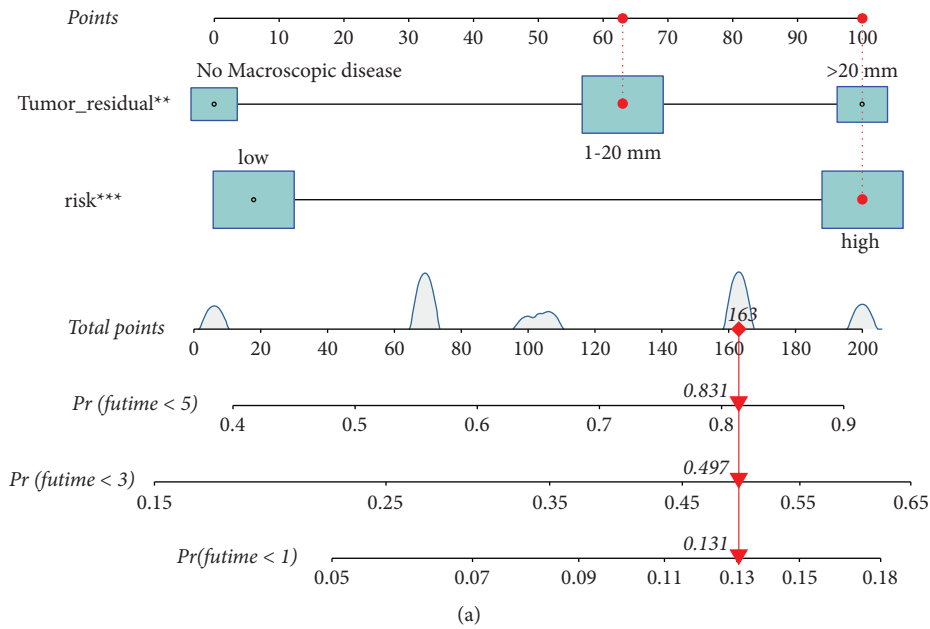 Points
0 10 20 30 40 50 60 70 80 90 100
No Macroscopic disease
>20 mm
Tumor_residual**
1-20 mm
low
risk***
high
163
Total points
0 20 40 60 80 100 120 140 160 180 200
0.831
Pr (futime < 5)
0.4 0.5 0.6 0.7 0.8 0.9
0.497
Pr (futime < 3)
0.15 0.25 0.35 0.45 0.55 0.65
0.131
Pr(futime < 1)
0.05 0.07 0.09 0.11 0.13 0.15 0.18
(a)